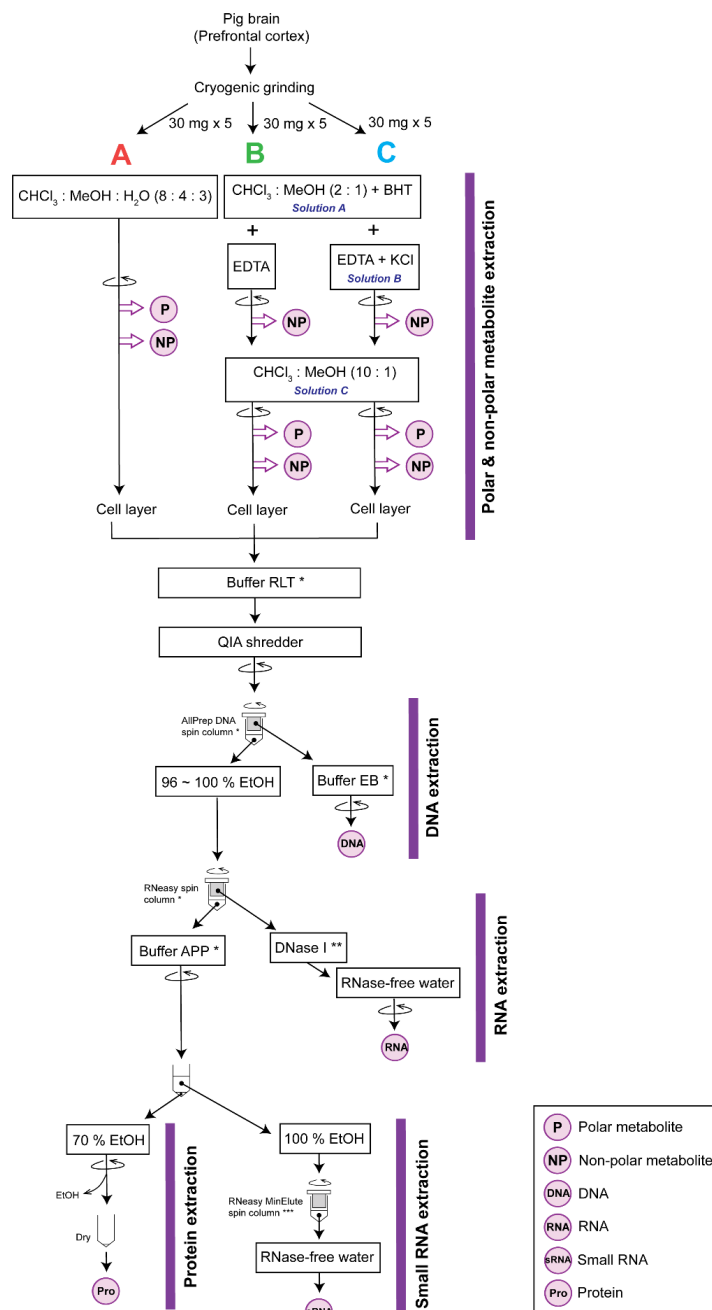 Pig brain
(Prefrontal cortex)
Cryogenic grinding
30 mg x 5
30 mg x 5
30 mg x 5
A
B
C
CHCl₃ : MeOH : H₂O (8 : 4 : 3)
CHCl₃ : MeOH (2 : 1) + BHT
Solution A
+
+
EDTA
EDTA + KCl
Solution B
P
NP
NP
NP
CHCl₃ : MeOH (10 : 1)
Solution C
P
P
NP
NP
Cell layer
Cell layer
Cell layer
Polar & non-polar metabolite extraction
Buffer RLT *
QIA shredder
AllPrep DNA
spin column *
96 ~ 100 % EtOH
Buffer EB *
DNA
DNA extraction
RNeasy spin
column *
Buffer APP *
DNase I **
RNase-free water
RNA
RNA extraction
70 % EtOH
100 % EtOH
EtOH
Dry
Pro
Protein extraction
RNeasy MinElute
spin column ***
RNase-free water
sRNA
Small RNA extraction
P Polar metabolite
NP Non-polar metabolite
DNA DNA
RNA RNA
sRNA Small RNA
Pro Protein